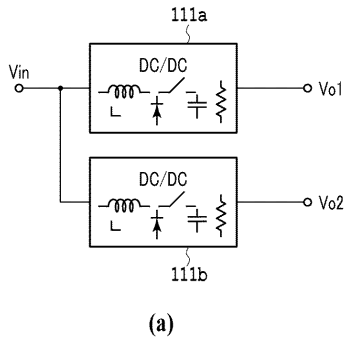 111a
Vin
DC/DC
L
Vo1
DC/DC
L
Vo2
111b
(a)